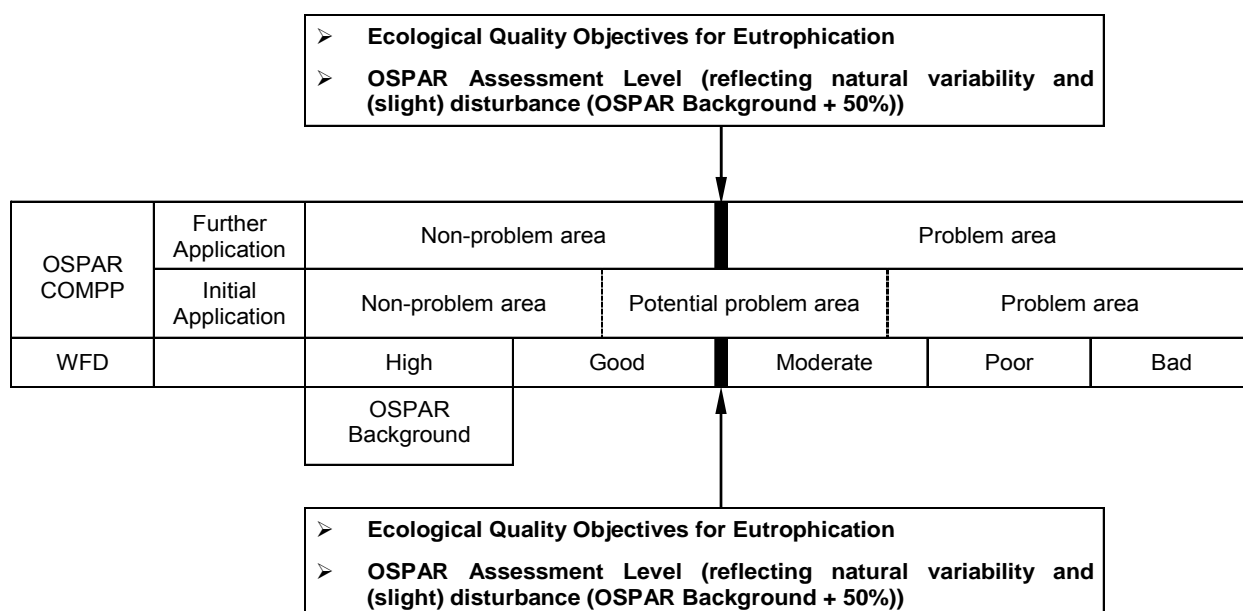 ➢ Ecological Quality Objectives for Eutrophication
➢ OSPAR Assessment Level (reflecting natural variability and
(slight) disturbance (OSPAR Background + 50%))
OSPAR
COMPP
Further
Application
Non-problem area
Problem area
Initial
Application
Non-problem area
Potential problem area
Problem area
WFD
High
Good
Moderate
Poor
Bad
OSPAR
Background
➢ Ecological Quality Objectives for Eutrophication
➢ OSPAR Assessment Level (reflecting natural variability and
(slight) disturbance (OSPAR Background + 50%))